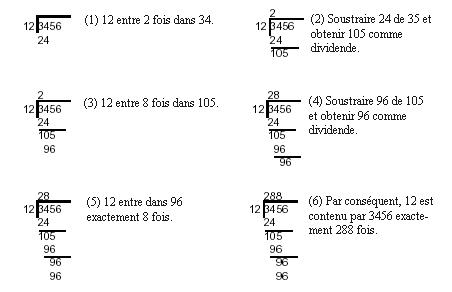 12 3456
24
(1) 12 entre 2 fois dans 34.
2
12 3456
24
105
(2) Soustraire 24 de 35 et
obtenir 105 comme
dividende.
2
12 3456
24
105
96
(3) 12 entre 8 fois dans 105.
28
12 3456
24
105
96
96
(4) Soustraire 96 de 105
et obtenir 96 comme
dividende.
28
12 3456
24
105
96
96
96
(5) 12 entre dans 96
exactement 8 fois.
288
12 3456
24
105
96
96
96
(6) Par conséquent, 12 est
contenu par 3456 exacte-
ment 288 fois.